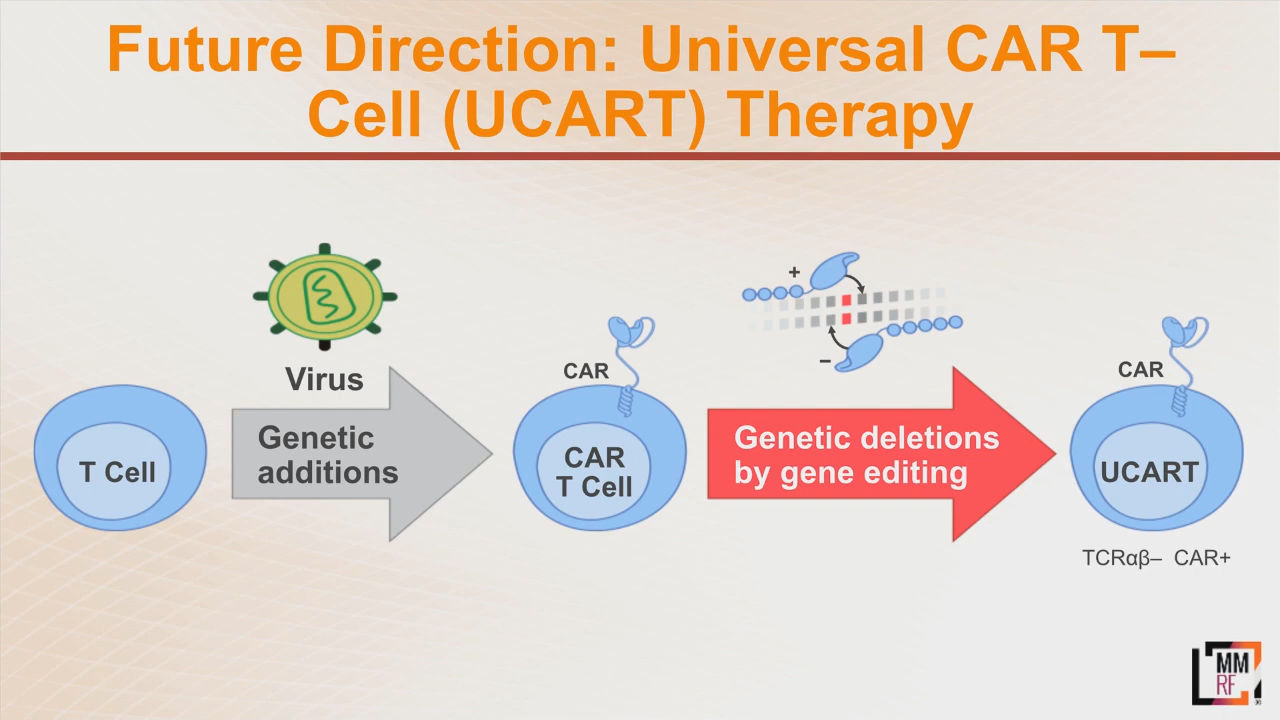 Future Direction: Universal CAR T–
Cell (UCART) Therapy
Virus
Genetic
additions
T Cell
CAR
CAR
T Cell
+
–
Genetic deletions
by gene editing
CAR
UCART
TCRαβ– CAR+
MM
RF